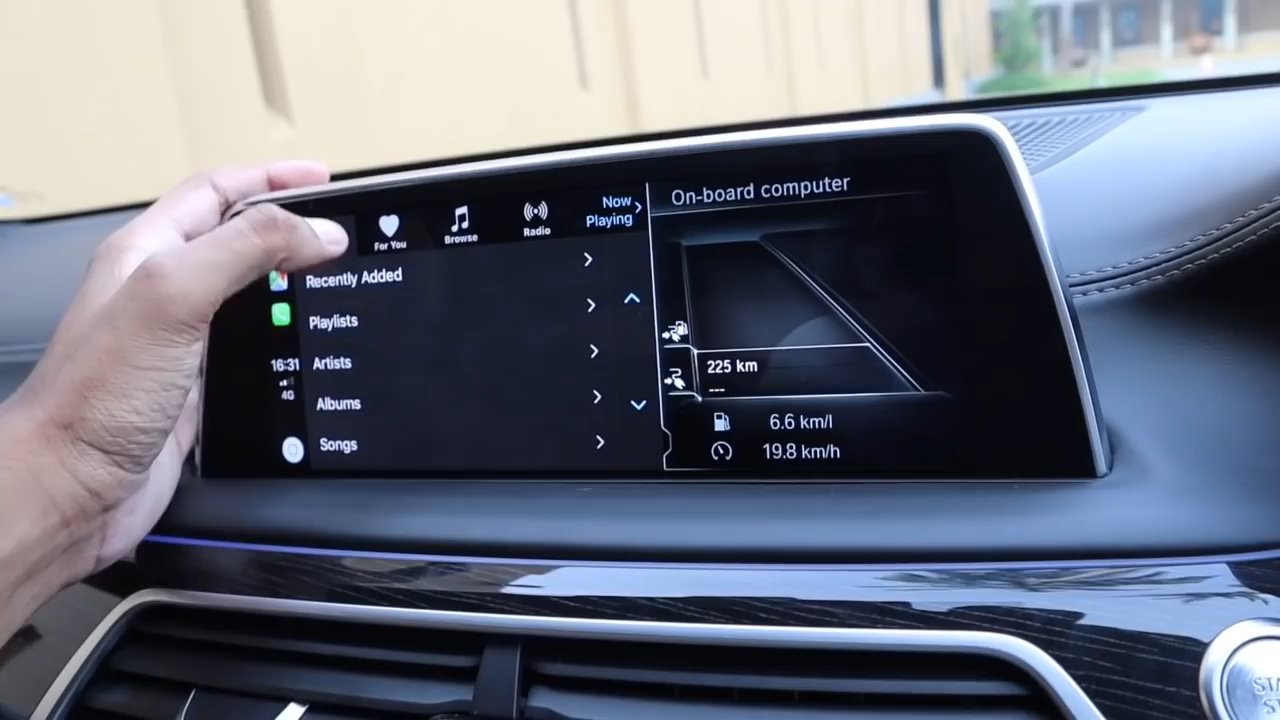 For You
Browse
Radio
Now
Playing
Recently Added
Playlists
Artists
Albums
Songs
16:31
4G
On-board computer
225 km
---
6.6 km/l
19.8 km/h